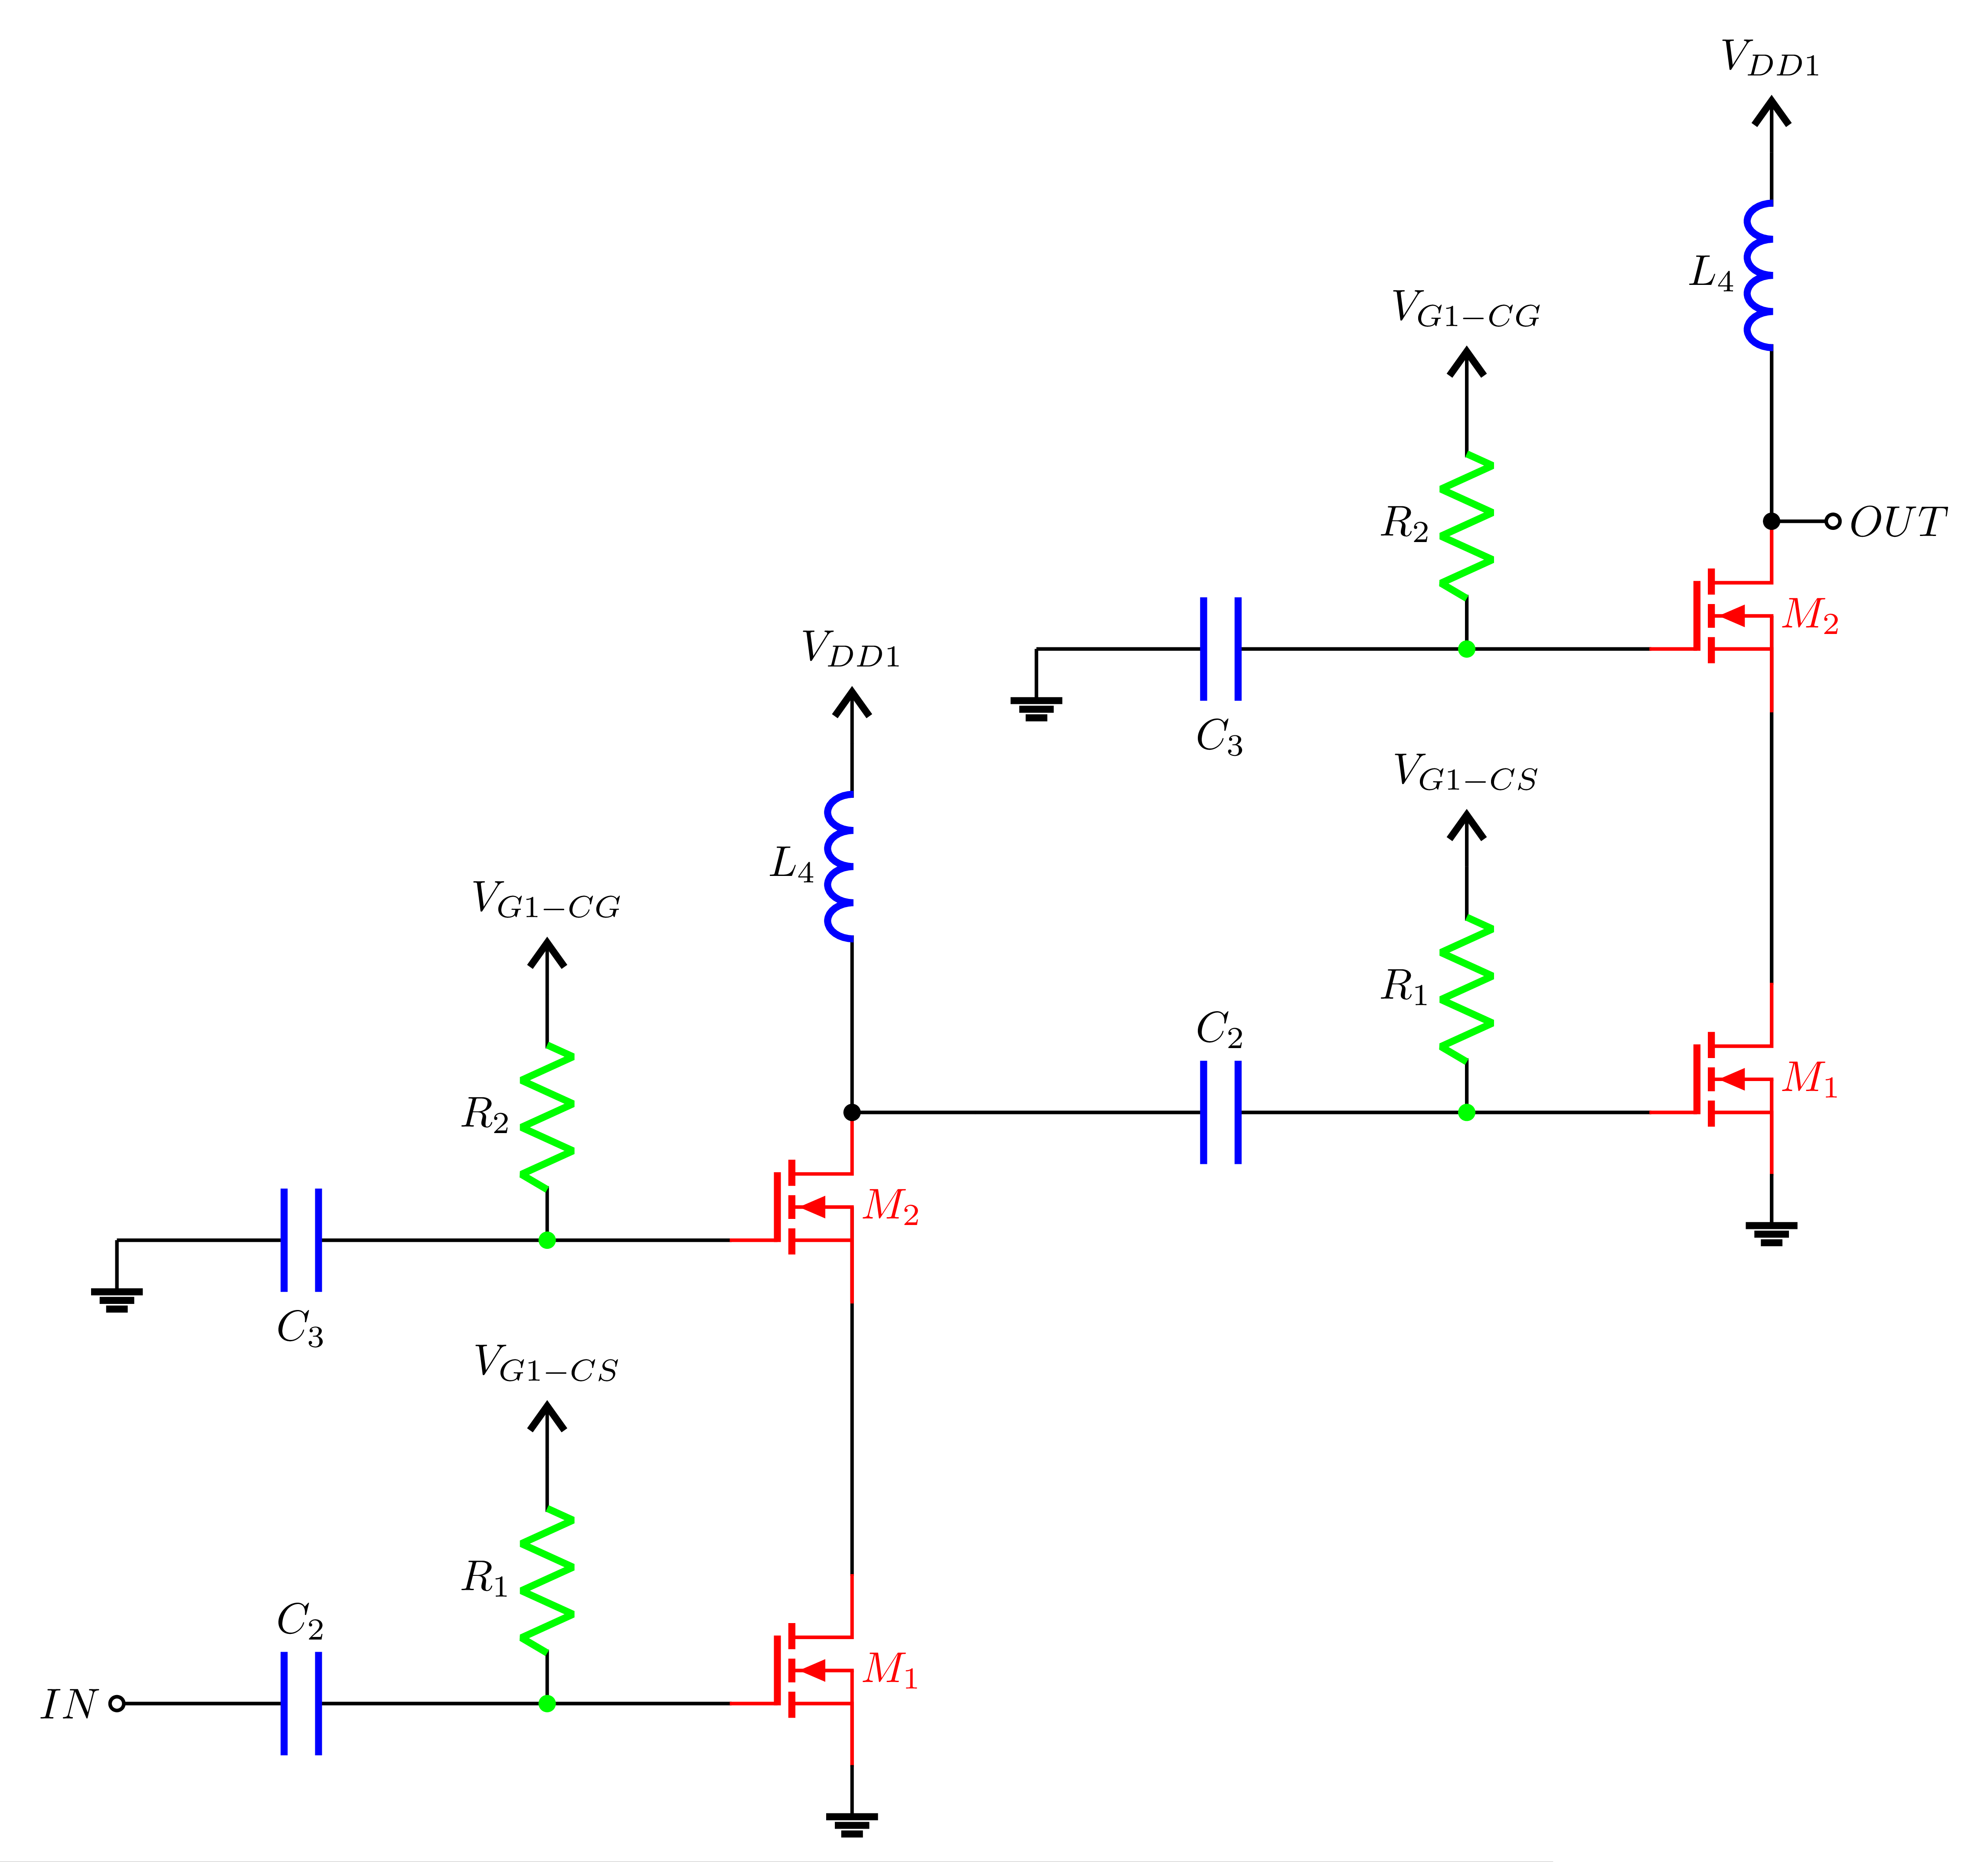 V_{DD1}
L_4
V_{G1-CG}
R_2
OUT
M_2
C_3
V_{DD1}
V_{G1-CS}
L_4
V_{G1-CG}
R_1
C_2
M_1
R_2
M_2
C_3
V_{G1-CS}
R_1
C_2
M_1
IN